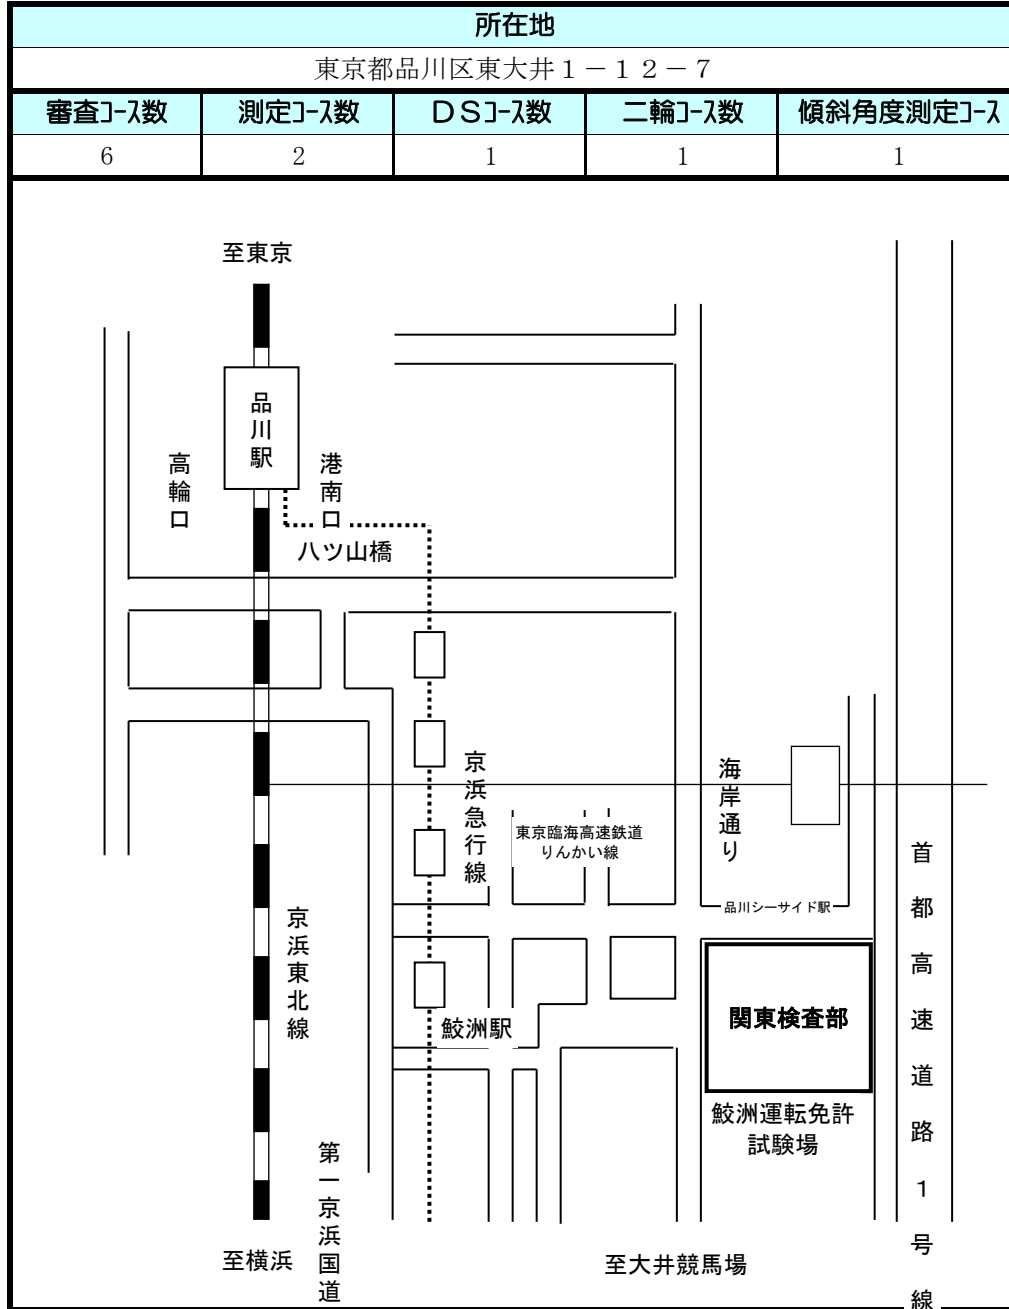 所在地
東京都品川区東大井１－１２－７
審査ｺｰｽ数 測定ｺｰｽ数 ＤＳｺｰｽ数 二輪ｺｰｽ数 傾斜角度測定ｺｰｽ
6 2 1 1 1
至東京
品川駅
高輪口
港南口
八ツ山橋
京浜急行線
海岸通り
東京臨海高速鉄道
りんかい線
首都高速道路１号線
品川シーサイド駅
京浜東北線
関東検査部
鮫洲駅
鮫洲運転免許
試験場
第一京浜国道
至横浜
至大井競馬場